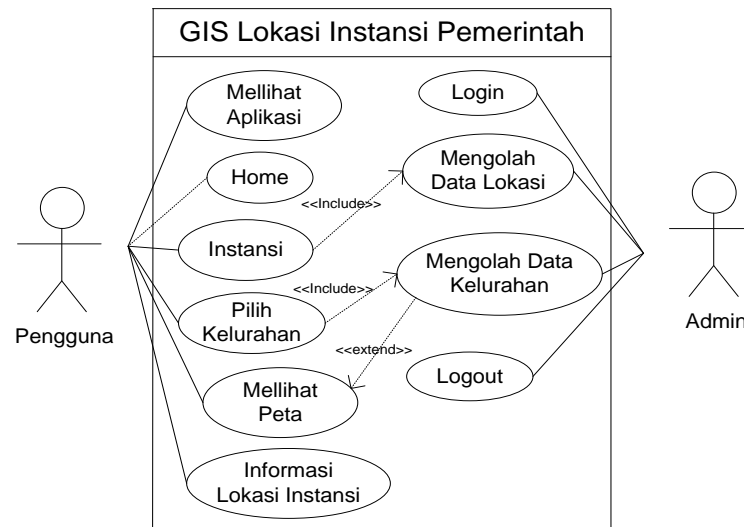 GIS Lokasi Instansi Pemerintah
Mellihat
Aplikasi
Login
Home
Mengolah
Data Lokasi
<<Include>>
Instansi
Mengolah Data
Kelurahan
<<Include>>
Pilih
Kelurahan
Pengguna
Admin
<<extend>>
Mellihat
Peta
Logout
Informasi
Lokasi Instansi